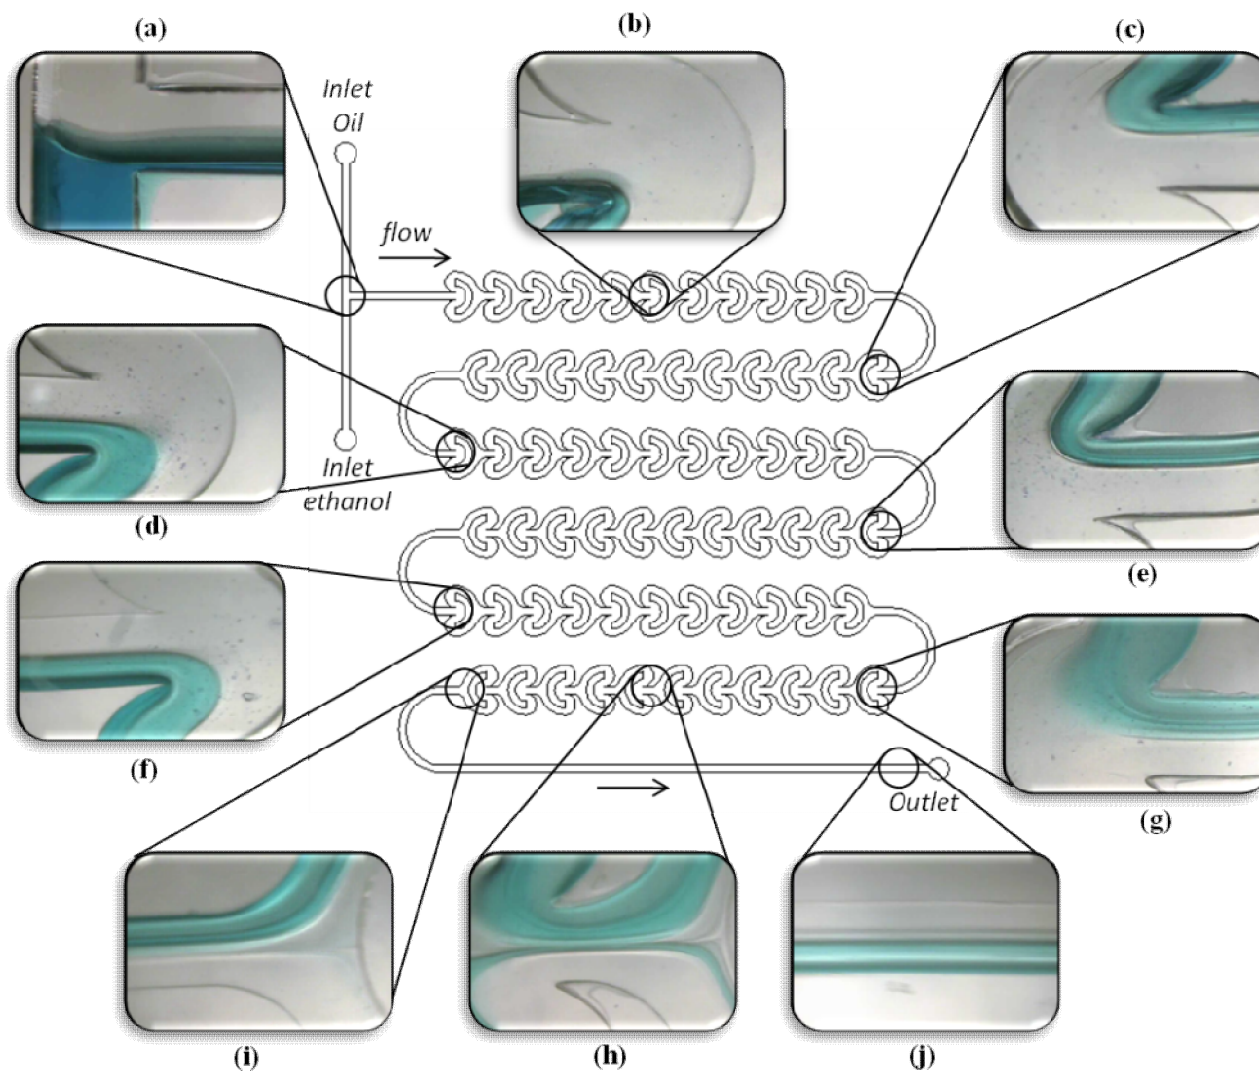 (a)
(b)
(c)
Inlet
Oil
flow
Inlet
ethanol
(d)
(e)
(f)
(g)
Outlet
(i)
(h)
(j)